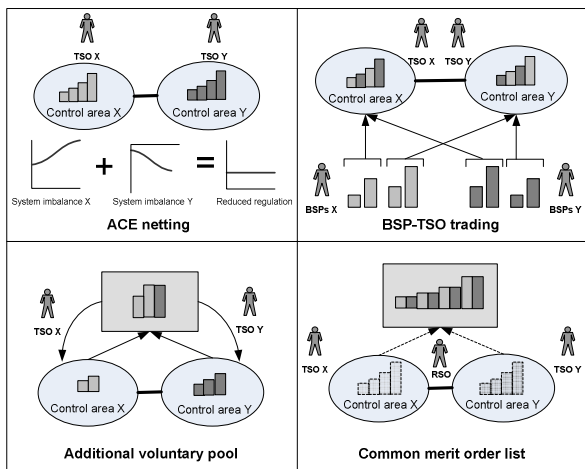 TSO X
TSO Y
Control area X
Control area Y
+
=
System imbalance X
System imbalance Y
Reduced regulation
ACE netting
TSO X
TSO Y
Control area X
Control area Y
BSPs X
BSPs Y
BSP-TSO trading
TSO X
TSO Y
Control area X
Control area Y
Additional voluntary pool
TSO X
RSO
TSO Y
Control area X
Control area Y
Common merit order list